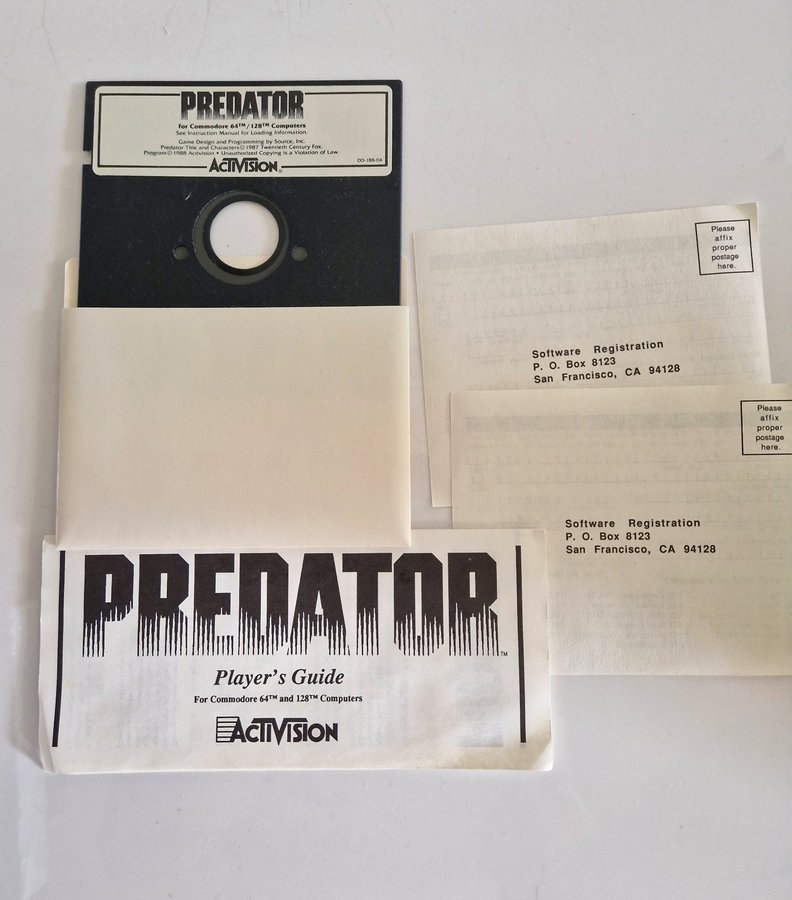 PREDATOR
For Commodore 64™/128™ Computers
See Instruction Manual for Loading Information.
Game Design and Programming by Source, Inc.
Predator Title and Characters © 1987 Twentieth Century Fox.
Program © 1988 Activision • Unauthorized Copying is a Violation of Law.
DD-188-04
ACTIVISION®
Please
affix
proper
postage
here.
Software Registration
P. O. Box 8123
San Francisco, CA 94128
Please
affix
proper
postage
here.
Software Registration
P. O. Box 8123
San Francisco, CA 94128
PREDATOR™
Player's Guide
For Commodore 64™ and 128™ Computers
ACTIVISION